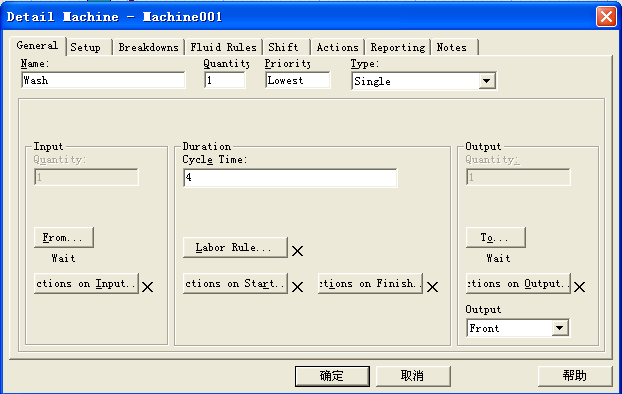 Detail Machine - Machine001
General Setup Breakdowns Fluid Rules Shift Actions Reporting Notes
Name: Quantity Priority Type:
Wash 1 Lowest Single
Input Duration Output
Quantity: Cycle Time: Quantity:
1 4 1
From... Labor Rule... To...
Wait Wait
ctions on Input.. ctions on Start.. ctions on Finish. ctions on Output..
Output
Front
确定 取消 帮助